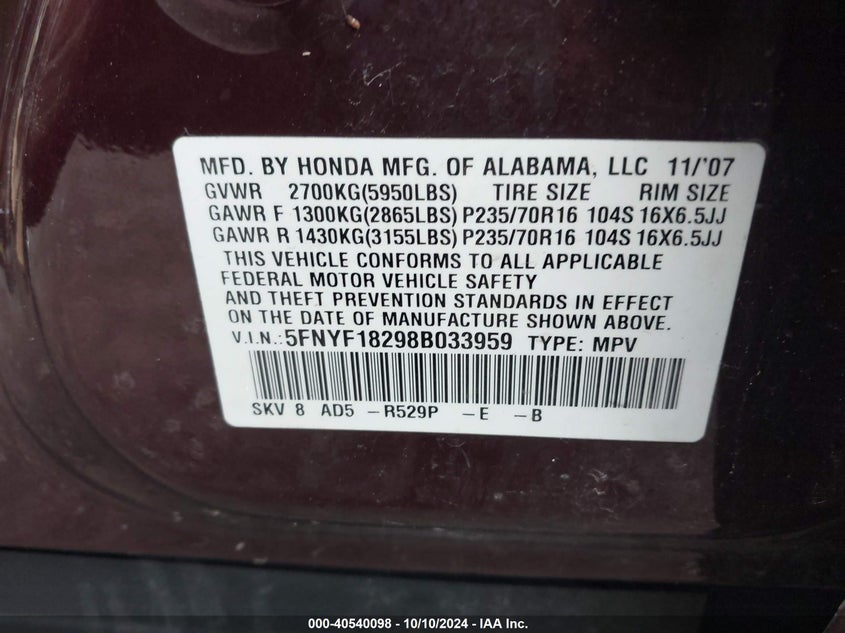 MFD. BY HONDA MFG. OF ALABAMA, LLC 11/'07
GVWR 2700KG(5950LBS) TIRE SIZE RIM SIZE
GAWR F 1300KG(2865LBS) P235/70R16 104S 16X6.5JJ
GAWR R 1430KG(3155LBS) P235/70R16 104S 16X6.5JJ
THIS VEHICLE CONFORMS TO ALL APPLICABLE
FEDERAL MOTOR VEHICLE SAFETY
AND THEFT PREVENTION STANDARDS IN EFFECT
ON THE DATE OF MANUFACTURE SHOWN ABOVE.
V.I.N.: 5FNYF18298B033959 TYPE: MPV
SKV 8 AD5 -R529P -E -B
000-40540098 - 10/10/2024 - IAA Inc.